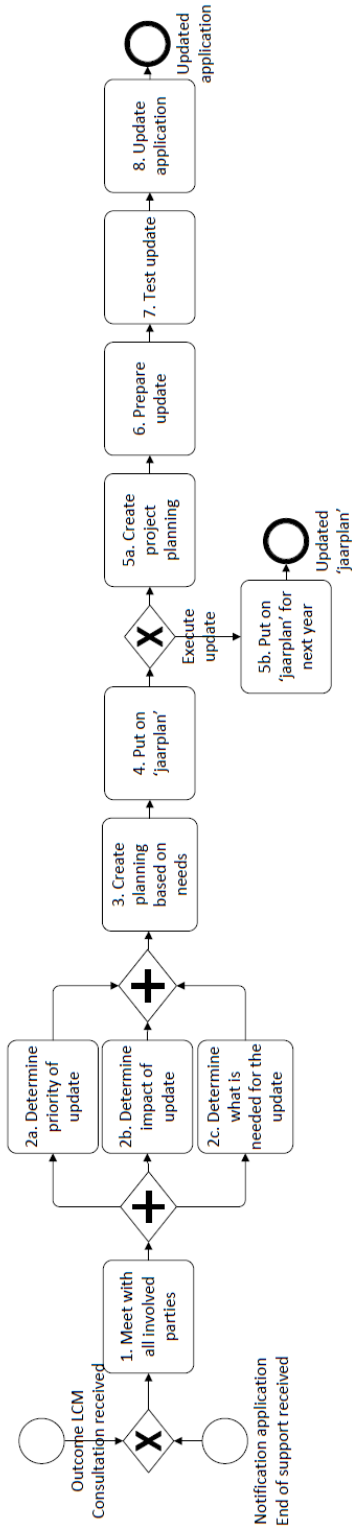 Outcome LCM
Consultation received
Notification application
End of support received
1. Meet with
all involved
parties
2a. Determine
priority of
update
2b. Determine
impact of
update
2c. Determine
what is
needed for the
update
3. Create
planning
based on
needs
4. Put on
‘jaarplan’
Execute
update
5a. Create
project
planning
5b. Put on
‘jaarplan’ for
next year
Updated
‘jaarplan’
6. Prepare
update
7. Test update
8. Update
application
Updated
application